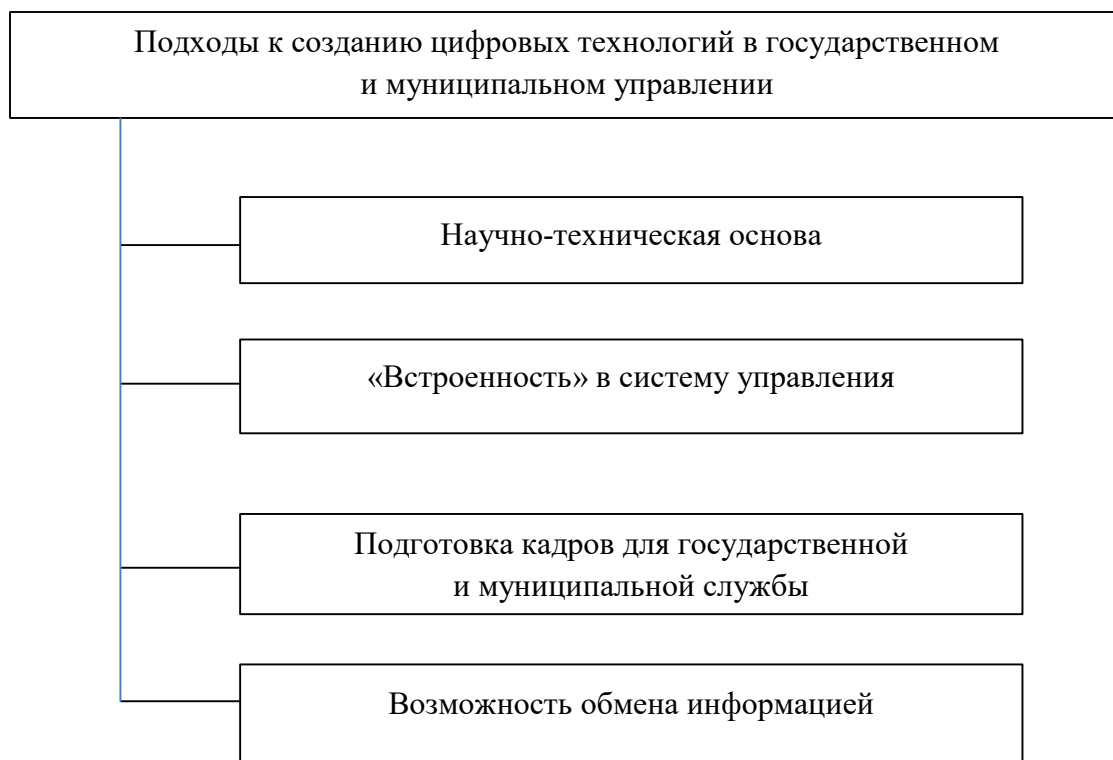 Подходы к созданию цифровых технологий в государственном
и муниципальном управлении
Научно-техническая основа
«Встроенность» в систему управления
Подготовка кадров для государственной
и муниципальной службы
Возможность обмена информацией